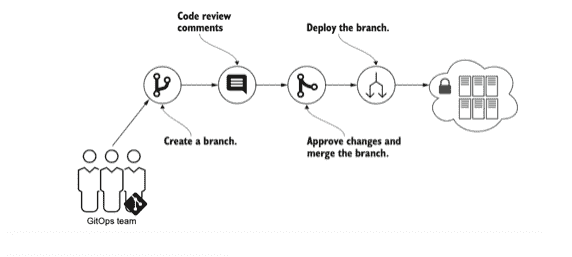 Code review
comments
Deploy the branch.
Create a branch.
Approve changes and
merge the branch.
GitOps team